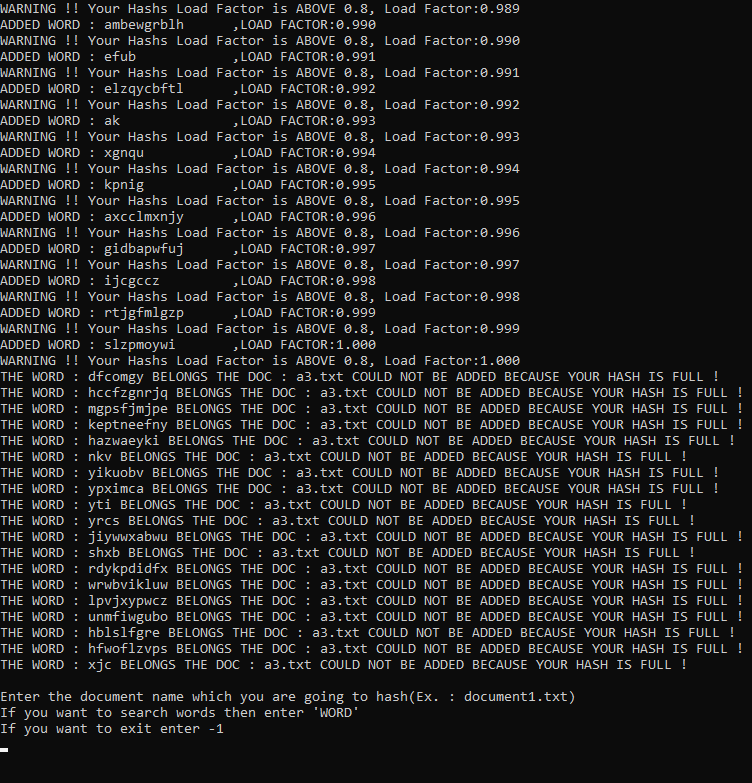 WARNING !! Your Hashs Load Factor is ABOVE 0.8, Load Factor:0.989
ADDED WORD : ambewgrblh      ,LOAD FACTOR:0.990
WARNING !! Your Hashs Load Factor is ABOVE 0.8, Load Factor:0.990
ADDED WORD : efub            ,LOAD FACTOR:0.991
WARNING !! Your Hashs Load Factor is ABOVE 0.8, Load Factor:0.991
ADDED WORD : elzqycbftl      ,LOAD FACTOR:0.992
WARNING !! Your Hashs Load Factor is ABOVE 0.8, Load Factor:0.992
ADDED WORD : ak              ,LOAD FACTOR:0.993
WARNING !! Your Hashs Load Factor is ABOVE 0.8, Load Factor:0.993
ADDED WORD : xgnqu           ,LOAD FACTOR:0.994
WARNING !! Your Hashs Load Factor is ABOVE 0.8, Load Factor:0.994
ADDED WORD : kpnig           ,LOAD FACTOR:0.995
WARNING !! Your Hashs Load Factor is ABOVE 0.8, Load Factor:0.995
ADDED WORD : axcclmxnjy      ,LOAD FACTOR:0.996
WARNING !! Your Hashs Load Factor is ABOVE 0.8, Load Factor:0.996
ADDED WORD : gidbapwfuj      ,LOAD FACTOR:0.997
WARNING !! Your Hashs Load Factor is ABOVE 0.8, Load Factor:0.997
ADDED WORD : ijcgccz         ,LOAD FACTOR:0.998
WARNING !! Your Hashs Load Factor is ABOVE 0.8, Load Factor:0.998
ADDED WORD : rtjgfmlgzp      ,LOAD FACTOR:0.999
WARNING !! Your Hashs Load Factor is ABOVE 0.8, Load Factor:0.999
ADDED WORD : slzpmoywi       ,LOAD FACTOR:1.000
WARNING !! Your Hashs Load Factor is ABOVE 0.8, Load Factor:1.000
THE WORD : dfcomgy BELONGS THE DOC : a3.txt COULD NOT BE ADDED BECAUSE YOUR HASH IS FULL !
THE WORD : hccfzgnrjq BELONGS THE DOC : a3.txt COULD NOT BE ADDED BECAUSE YOUR HASH IS FULL !
THE WORD : mgpsfjmjpe BELONGS THE DOC : a3.txt COULD NOT BE ADDED BECAUSE YOUR HASH IS FULL !
THE WORD : keptneefny BELONGS THE DOC : a3.txt COULD NOT BE ADDED BECAUSE YOUR HASH IS FULL !
THE WORD : hazwaeyki BELONGS THE DOC : a3.txt COULD NOT BE ADDED BECAUSE YOUR HASH IS FULL !
THE WORD : nkv BELONGS THE DOC : a3.txt COULD NOT BE ADDED BECAUSE YOUR HASH IS FULL !
THE WORD : yikuobv BELONGS THE DOC : a3.txt COULD NOT BE ADDED BECAUSE YOUR HASH IS FULL !
THE WORD : ypximca BELONGS THE DOC : a3.txt COULD NOT BE ADDED BECAUSE YOUR HASH IS FULL !
THE WORD : yti BELONGS THE DOC : a3.txt COULD NOT BE ADDED BECAUSE YOUR HASH IS FULL !
THE WORD : yrcs BELONGS THE DOC : a3.txt COULD NOT BE ADDED BECAUSE YOUR HASH IS FULL !
THE WORD : jiywwxabwu BELONGS THE DOC : a3.txt COULD NOT BE ADDED BECAUSE YOUR HASH IS FULL !
THE WORD : shxb BELONGS THE DOC : a3.txt COULD NOT BE ADDED BECAUSE YOUR HASH IS FULL !
THE WORD : rdykpdidfx BELONGS THE DOC : a3.txt COULD NOT BE ADDED BECAUSE YOUR HASH IS FULL !
THE WORD : wrwbvikluw BELONGS THE DOC : a3.txt COULD NOT BE ADDED BECAUSE YOUR HASH IS FULL !
THE WORD : lpvjxypwcz BELONGS THE DOC : a3.txt COULD NOT BE ADDED BECAUSE YOUR HASH IS FULL !
THE WORD : unmfiwgubo BELONGS THE DOC : a3.txt COULD NOT BE ADDED BECAUSE YOUR HASH IS FULL !
THE WORD : hblslfgre BELONGS THE DOC : a3.txt COULD NOT BE ADDED BECAUSE YOUR HASH IS FULL !
THE WORD : hfwoflzvps BELONGS THE DOC : a3.txt COULD NOT BE ADDED BECAUSE YOUR HASH IS FULL !
THE WORD : xjc BELONGS THE DOC : a3.txt COULD NOT BE ADDED BECAUSE YOUR HASH IS FULL !
Enter the document name which you are going to hash(Ex. : document1.txt)
If you want to search words then enter 'WORD'
If you want to exit enter -1